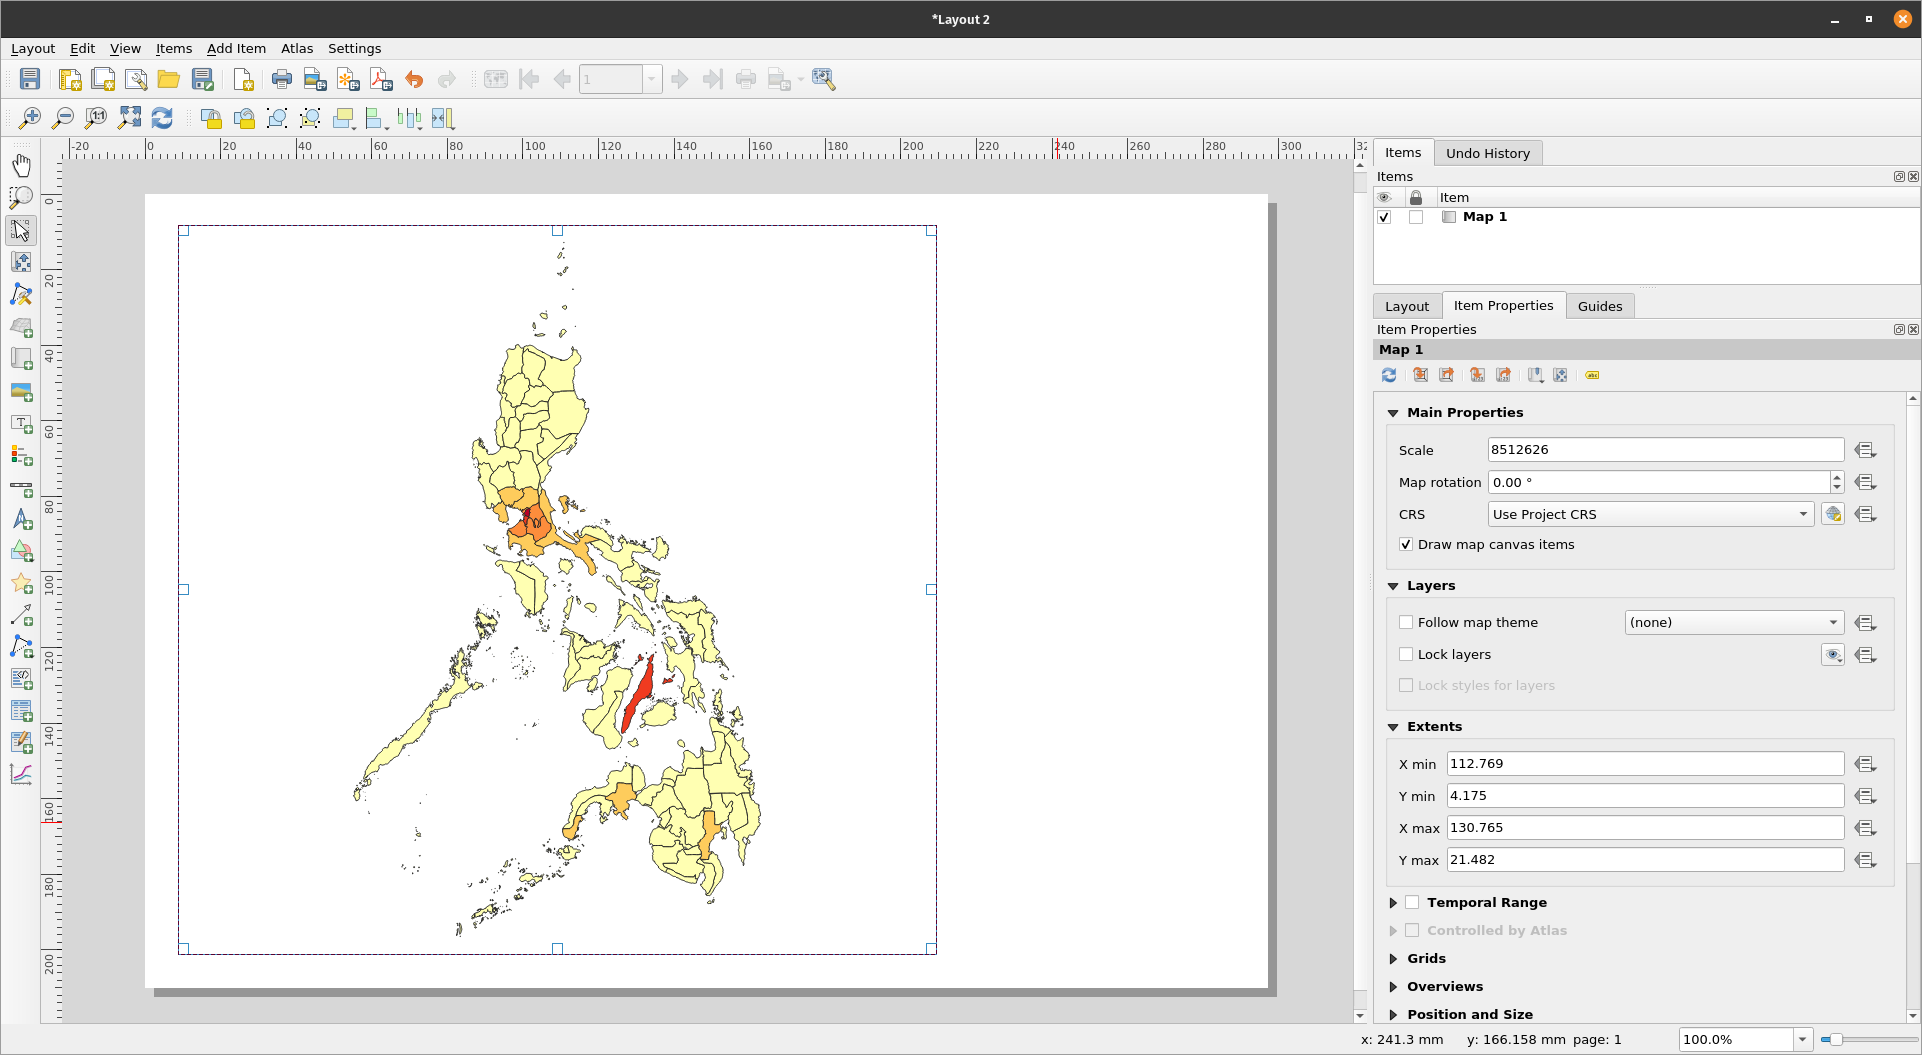 *Layout 2
Layout Edit View Items Add Item Atlas Settings
1
1:1
-20 0 20 40 60 80 100 120 140 160 180 200 220 240 260 280 300 32
0
20
40
60
80
100
120
140
160
180
200
Items Undo History
Items
Item
Map 1
Layout Item Properties Guides
Item Properties
Map 1
abc
Main Properties
Scale 8512626
Map rotation 0.00 °
CRS Use Project CRS
Draw map canvas items
Layers
Follow map theme (none)
Lock layers
Lock styles for layers
Extents
X min 112.769
Y min 4.175
X max 130.765
Y max 21.482
Temporal Range
Controlled by Atlas
Grids
Overviews
Position and Size
x: 241.3 mm y: 166.158 mm page: 1 100.0%